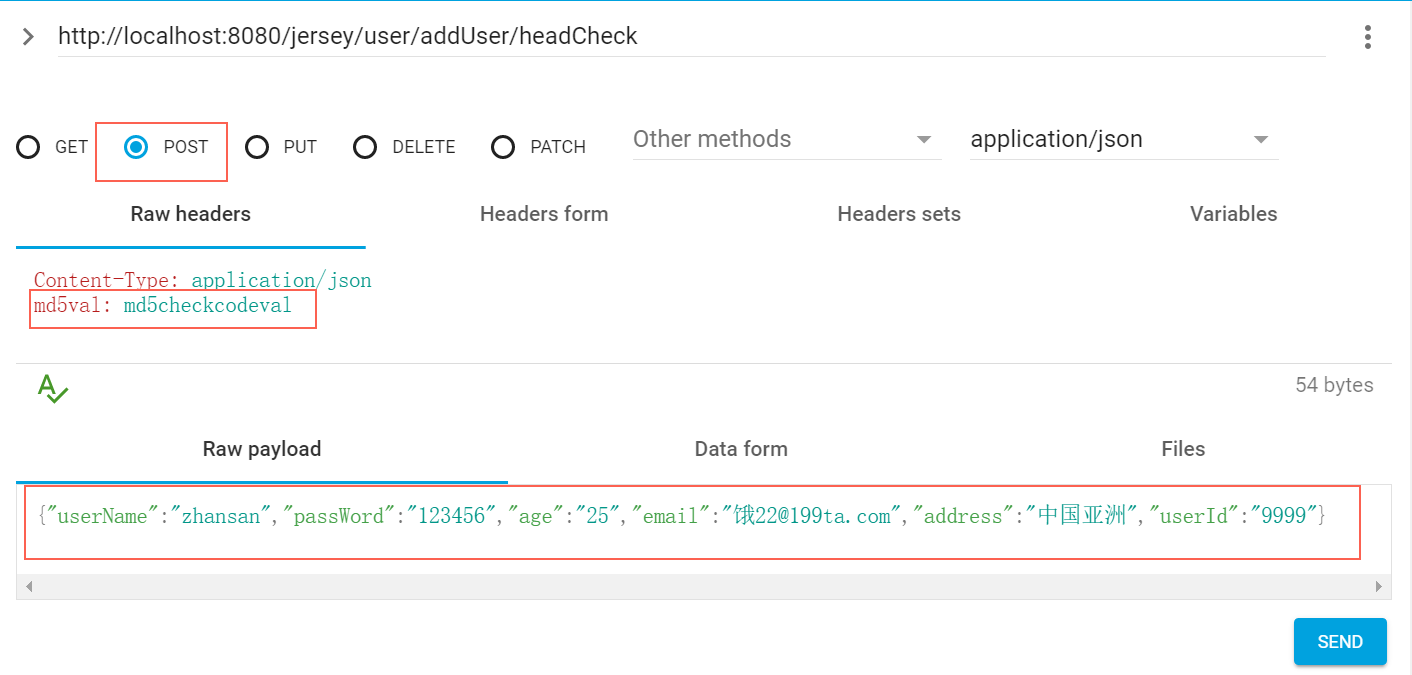 http://localhost:8080/jersey/user/addUser/headCheck
GET POST PUT DELETE PATCH Other methods application/json
Raw headers Headers form Headers sets Variables
Content-Type: application/json
md5val: md5checkcodeval
54 bytes
Raw payload Data form Files
{"userName":"zhansan","passWord":"123456","age":"25","email":"饿22@199ta.com","address":"中国亚洲","userId":"9999"}
SEND